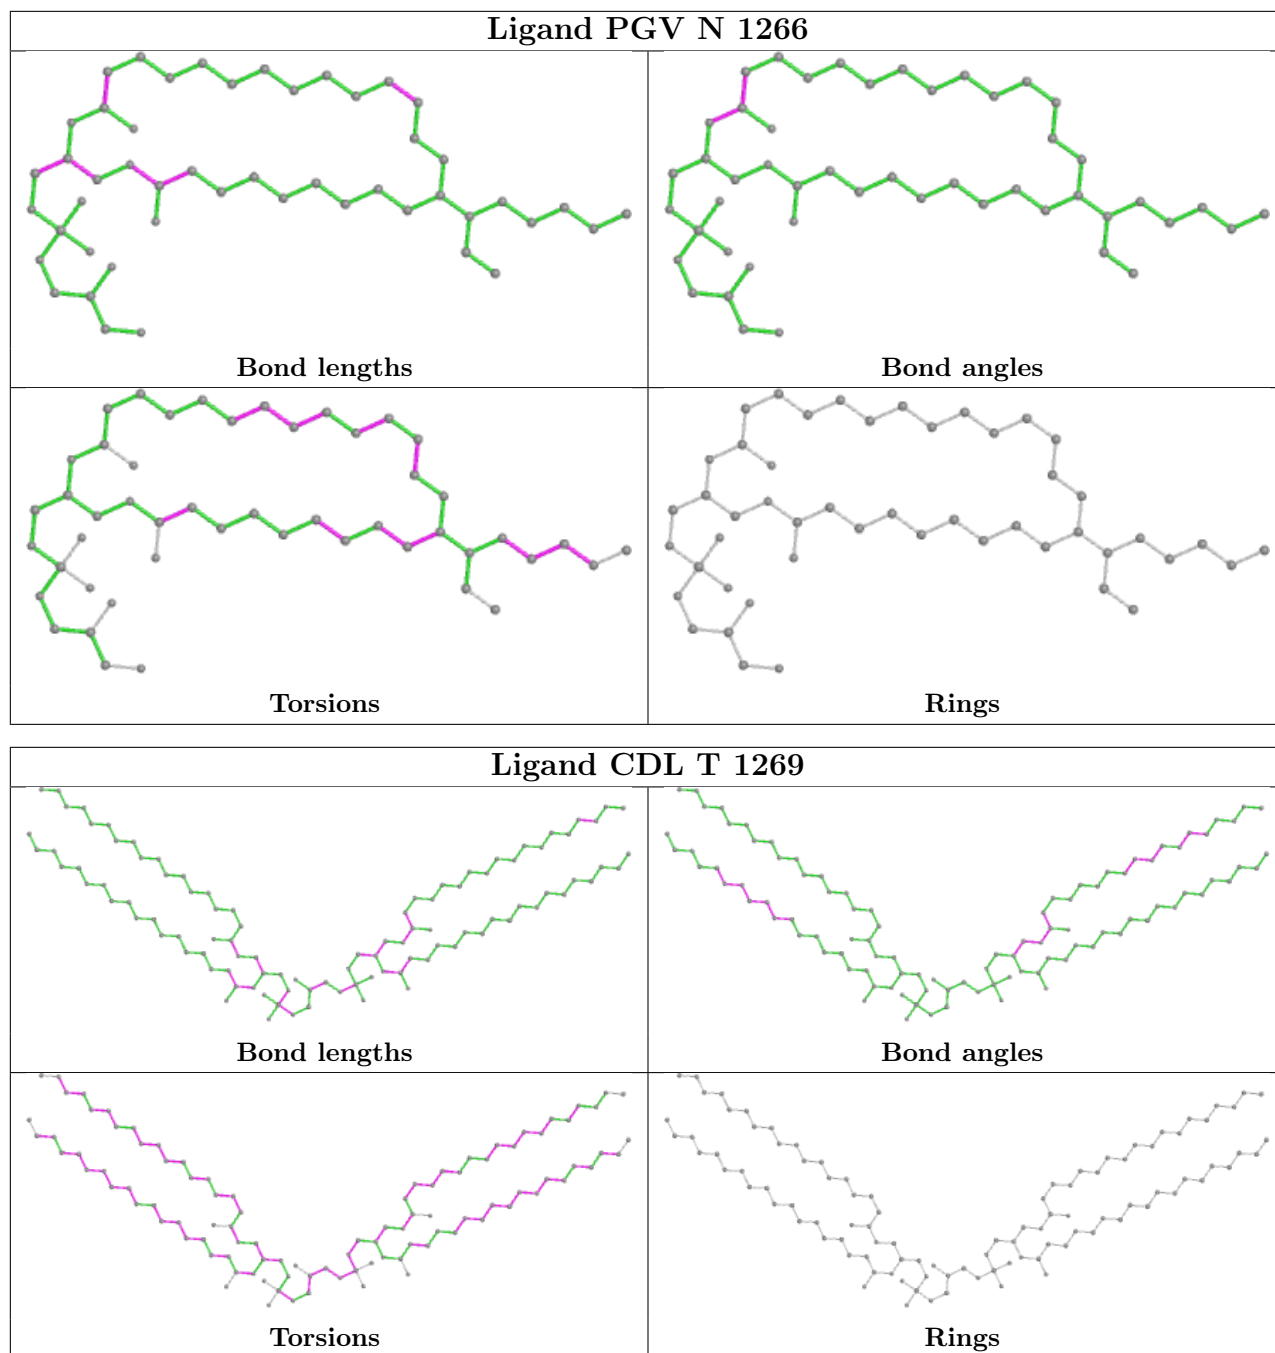 Ligand PGV N 1266
Bond lengths
Bond angles
Torsions
Rings
Ligand CDL T 1269
Bond lengths
Bond angles
Torsions
Rings